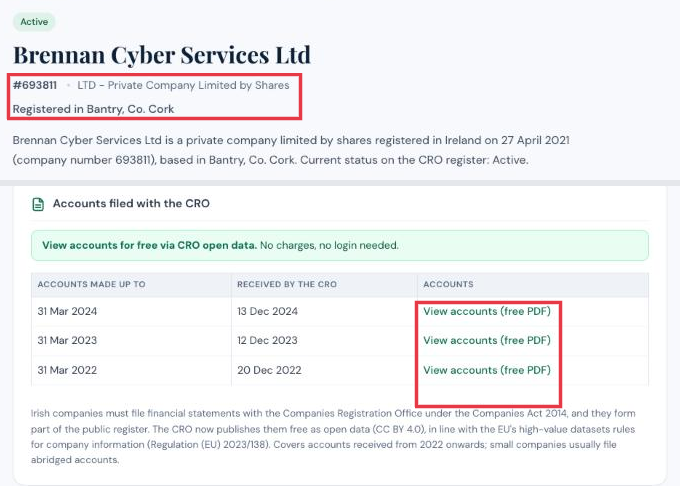 Active
Brennan Cyber Services Ltd
#693811 • LTD - Private Company Limited by Shares
Registered in Bantry, Co. Cork
Brennan Cyber Services Ltd is a private company limited by shares registered in Ireland on 27 April 2021
(company number 693811), based in Bantry, Co. Cork. Current status on the CRO register: Active.
Accounts filed with the CRO
View accounts for free via CRO open data. No charges, no login needed.
ACCOUNTS MADE UP TO RECEIVED BY THE CRO ACCOUNTS
31 Mar 2024 13 Dec 2024 View accounts (free PDF)
31 Mar 2023 12 Dec 2023 View accounts (free PDF)
31 Mar 2022 20 Dec 2022 View accounts (free PDF)
Irish companies must file financial statements with the Companies Registration Office under the Companies Act 2014, and they form
part of the public register. The CRO now publishes them free as open data (CC BY 4.0), in line with the EU's high-value datasets rules
for company information (Regulation (EU) 2023/138). Covers accounts received from 2022 onwards; small companies usually file
abridged accounts.